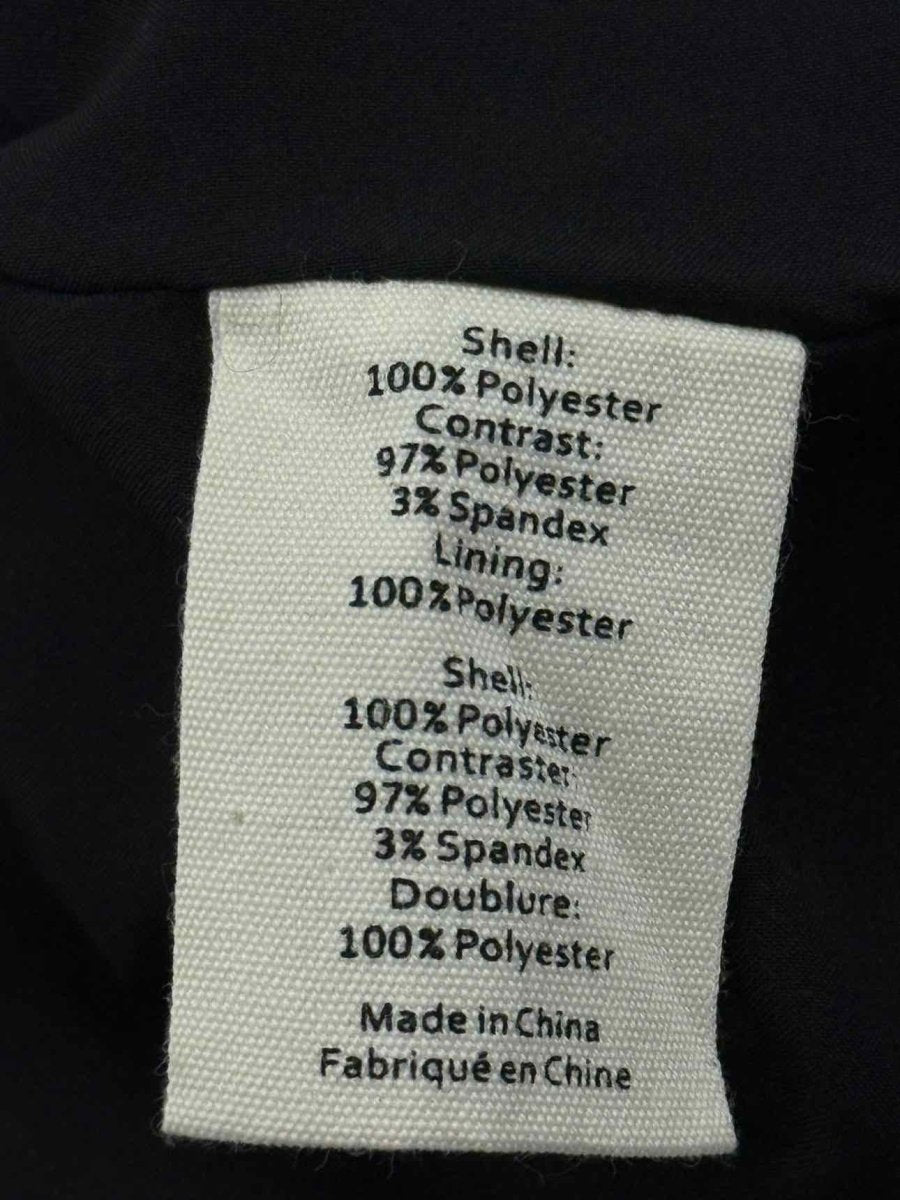 Shell:
100% Polyester
Contrast:
97% Polyester
3% Spandex
Lining:
100% Polyester
Shell:
100% Polyester
Contraster:
97% Polyester
3% Spandex
Doublure:
100% Polyester
Made in China
Fabriqué en Chine